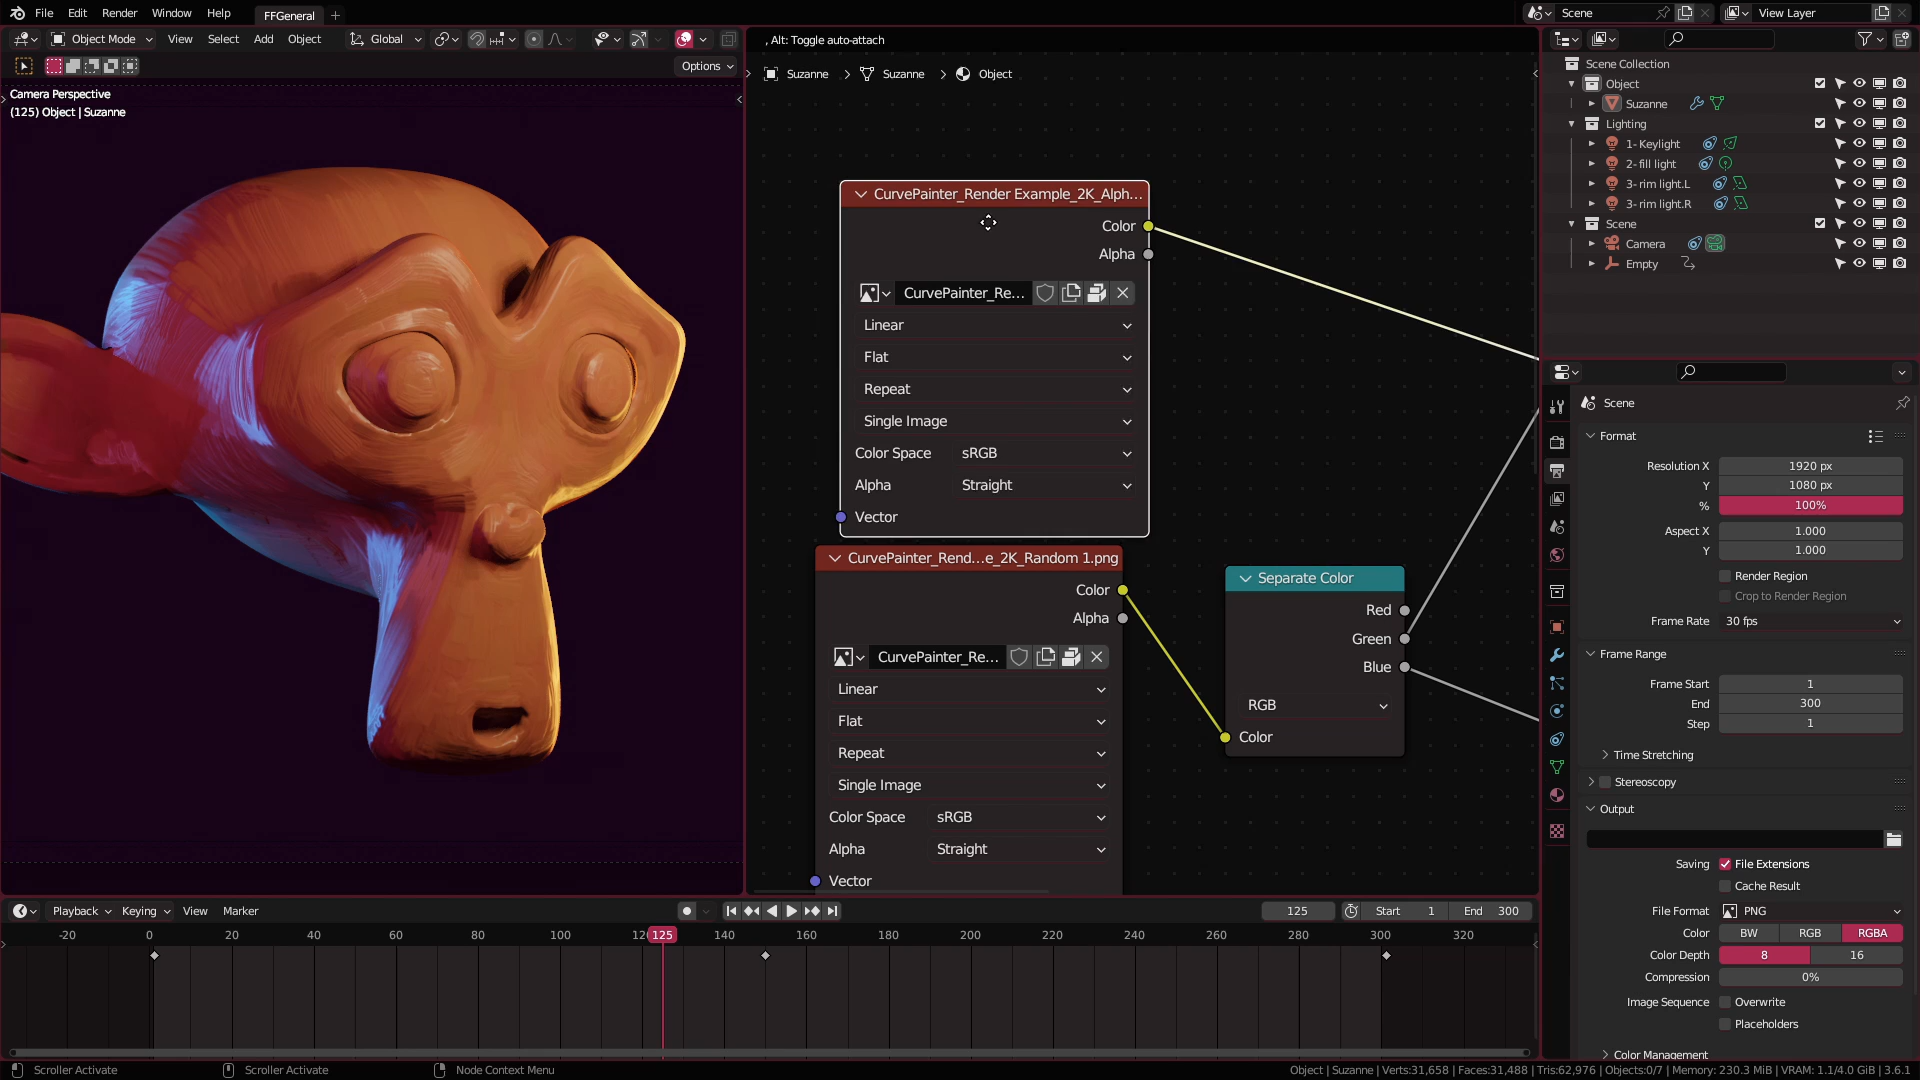 File Edit Render Window Help FFGeneral Scene View Layer
Object Mode View Select Add Object Global
Options
Camera Perspective
(125) Object | Suzanne
, Alt: Toggle auto-attach
Suzanne Suzanne Object
CurvePainter_Render Example_2K_Alph...
Color
Alpha
CurvePainter_Re...
Linear
Flat
Repeat
Single Image
Color Space sRGB
Alpha Straight
Vector
CurvePainter_Rend...e_2K_Random 1.png
Color
Alpha
CurvePainter_Re...
Linear
Flat
Repeat
Single Image
Color Space sRGB
Alpha Straight
Vector
Separate Color
Red
Green
Blue
RGB
Color
Scene Collection
Object
Suzanne
Lighting
1- Keylight
2- fill light
3- rim light.L
3- rim light.R
Scene
Camera
Empty
Scene
Format
Resolution X 1920 px
Y 1080 px
% 100%
Aspect X 1.000
Y 1.000
Render Region
Crop to Render Region
Frame Rate 30 fps
Frame Range
Frame Start 1
End 300
Step 1
Time Stretching
Stereoscopy
Output
Saving File Extensions
Cache Result
File Format PNG
Color BW RGB RGBA
Color Depth 8 16
Compression 0%
Image Sequence Overwrite
Placeholders
Color Management
Playback Keying View Marker 125 Start 1 End 300
-20 0 20 40 60 80 100 12 125 140 160 180 200 220 240 260 280 300 320
Scroller Activate Scroller Activate Node Context Menu Object | Suzanne | Verts:31,658 | Faces:31,488 | Tris:62,976 | Objects:0/7 | Memory: 230.3 MiB | VRAM: 1.1/4.0 GiB | 3.6.1